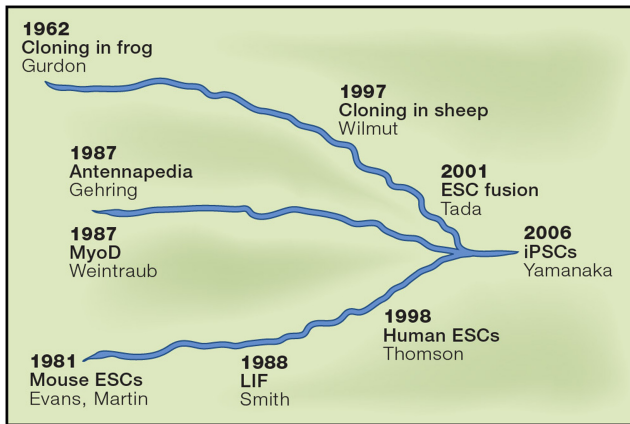 1962
Cloning in frog
Gurdon
1997
Cloning in sheep
Wilmut
1987
Antennapedia
Gehring
2001
ESC fusion
Tada
1987
MyoD
Weintraub
2006
iPSCs
Yamanaka
1998
Human ESCs
Thomson
1981
Mouse ESCs
Evans, Martin
1988
LIF
Smith